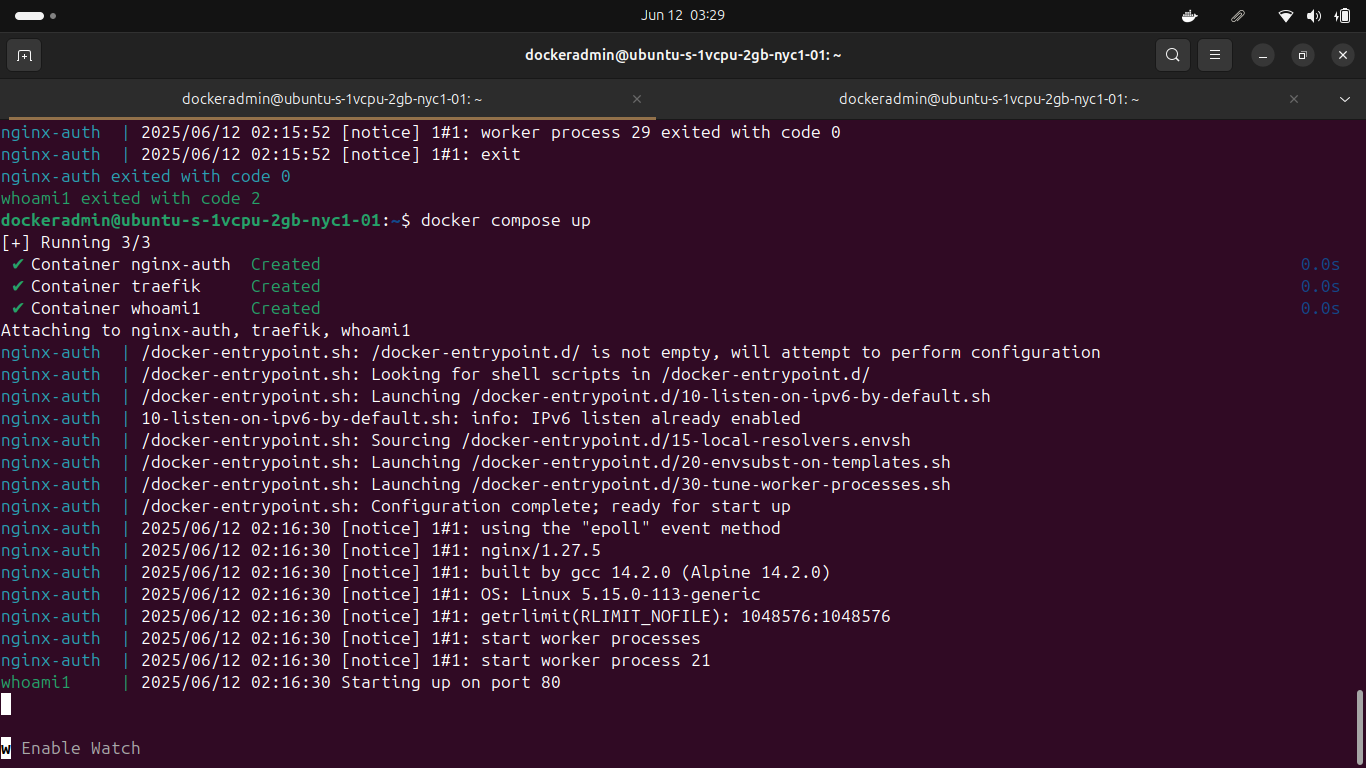 Jun 12 03:29
dockeradmin@ubuntu-s-1vcpu-2gb-nyc1-01: ~
dockeradmin@ubuntu-s-1vcpu-2gb-nyc1-01: ~
dockeradmin@ubuntu-s-1vcpu-2gb-nyc1-01: ~
nginx-auth  | 2025/06/12 02:15:52 [notice] 1#1: worker process 29 exited with code 0
nginx-auth  | 2025/06/12 02:15:52 [notice] 1#1: exit
nginx-auth exited with code 0
whoami1 exited with code 2
dockeradmin@ubuntu-s-1vcpu-2gb-nyc1-01:~$ docker compose up
[+] Running 3/3
✔ Container nginx-auth  Created 0.0s
✔ Container traefik     Created 0.0s
✔ Container whoami1     Created 0.0s
Attaching to nginx-auth, traefik, whoami1
nginx-auth  | /docker-entrypoint.sh: /docker-entrypoint.d/ is not empty, will attempt to perform configuration
nginx-auth  | /docker-entrypoint.sh: Looking for shell scripts in /docker-entrypoint.d/
nginx-auth  | /docker-entrypoint.sh: Launching /docker-entrypoint.d/10-listen-on-ipv6-by-default.sh
nginx-auth  | 10-listen-on-ipv6-by-default.sh: info: IPv6 listen already enabled
nginx-auth  | /docker-entrypoint.sh: Sourcing /docker-entrypoint.d/15-local-resolvers.envsh
nginx-auth  | /docker-entrypoint.sh: Launching /docker-entrypoint.d/20-envsubst-on-templates.sh
nginx-auth  | /docker-entrypoint.sh: Launching /docker-entrypoint.d/30-tune-worker-processes.sh
nginx-auth  | /docker-entrypoint.sh: Configuration complete; ready for start up
nginx-auth  | 2025/06/12 02:16:30 [notice] 1#1: using the "epoll" event method
nginx-auth  | 2025/06/12 02:16:30 [notice] 1#1: nginx/1.27.5
nginx-auth  | 2025/06/12 02:16:30 [notice] 1#1: built by gcc 14.2.0 (Alpine 14.2.0)
nginx-auth  | 2025/06/12 02:16:30 [notice] 1#1: OS: Linux 5.15.0-113-generic
nginx-auth  | 2025/06/12 02:16:30 [notice] 1#1: getrlimit(RLIMIT_NOFILE): 1048576:1048576
nginx-auth  | 2025/06/12 02:16:30 [notice] 1#1: start worker processes
nginx-auth  | 2025/06/12 02:16:30 [notice] 1#1: start worker process 21
whoami1     | 2025/06/12 02:16:30 Starting up on port 80
w Enable Watch